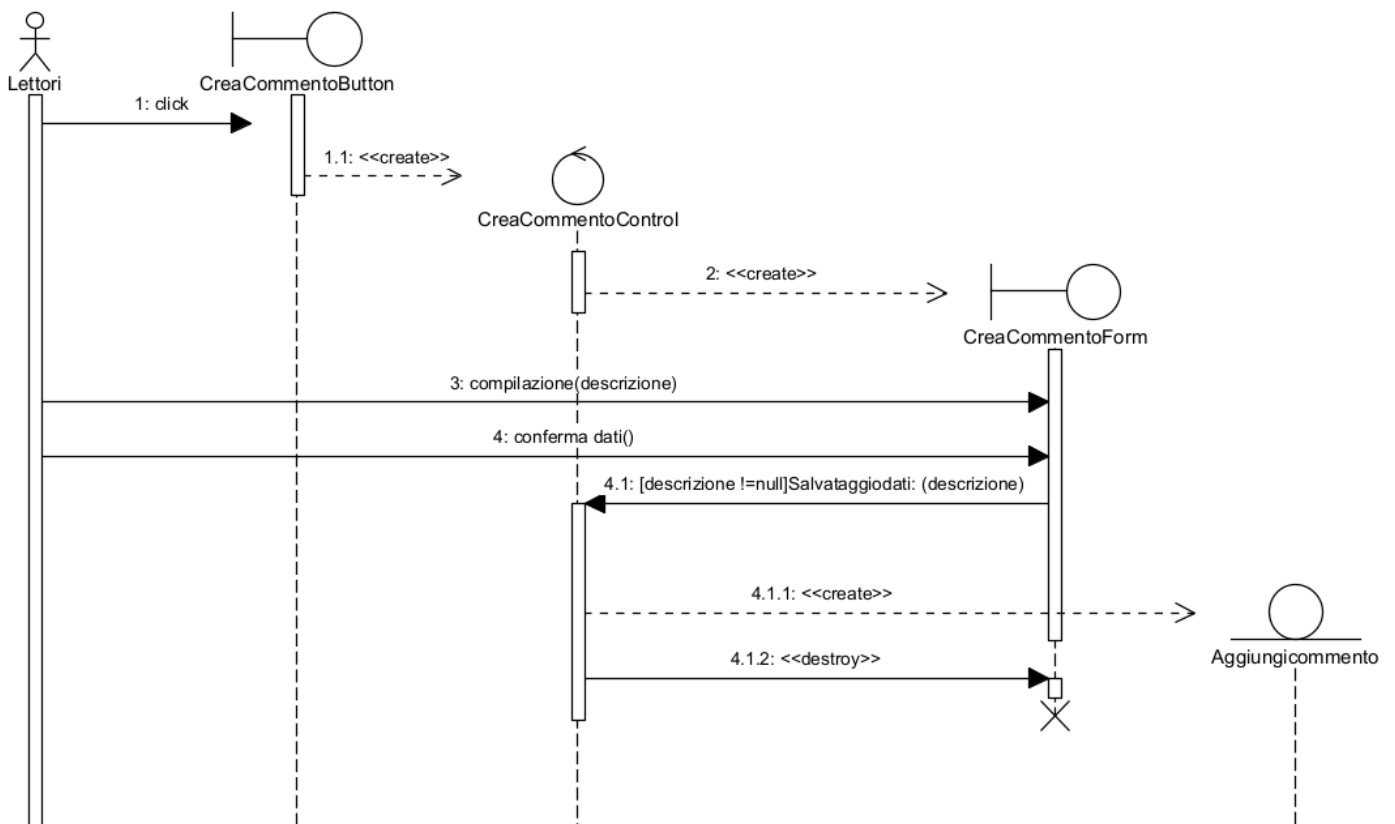 Lettori
CreaCommentoButton
1: click
1.1: <<create>>
CreaCommentoControl
2: <<create>>
CreaCommentoForm
3: compilazione(descrizione)
4: conferma dati()
4.1: [descrizione !=null]Salvataggiodati: (descrizione)
4.1.1: <<create>>
Aggiungicommento
4.1.2: <<destroy>>